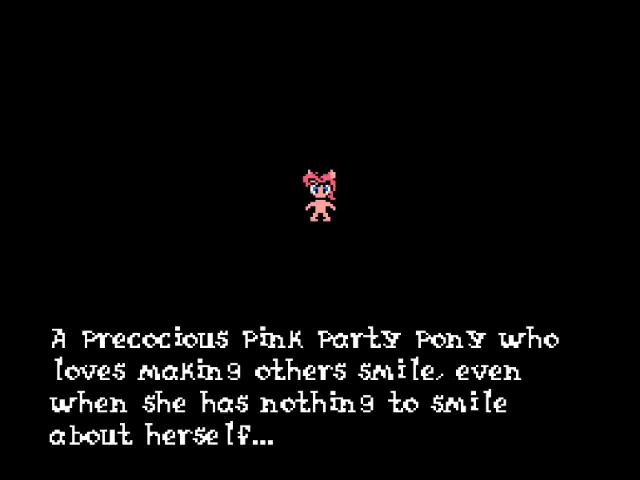 A precocious pink party pony who
loves making others smile, even
when she has nothing to smile
about herself...